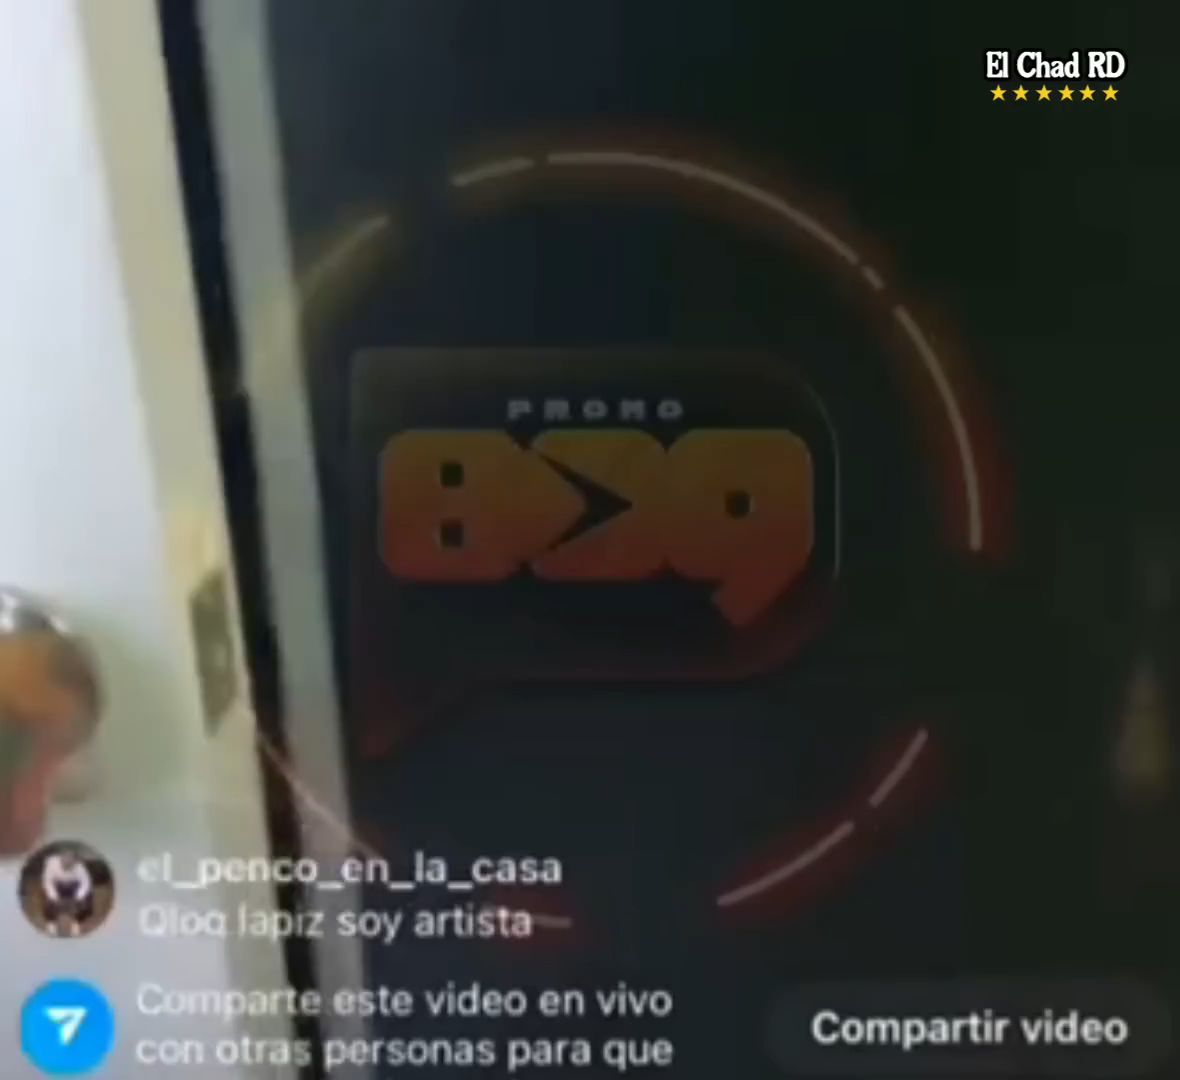 El Chad RD
PROMO
829
el_penco_en_la_casa
Qloq lapiz soy artista
Comparte este video en vivo
con otras personas para que
Compartir video